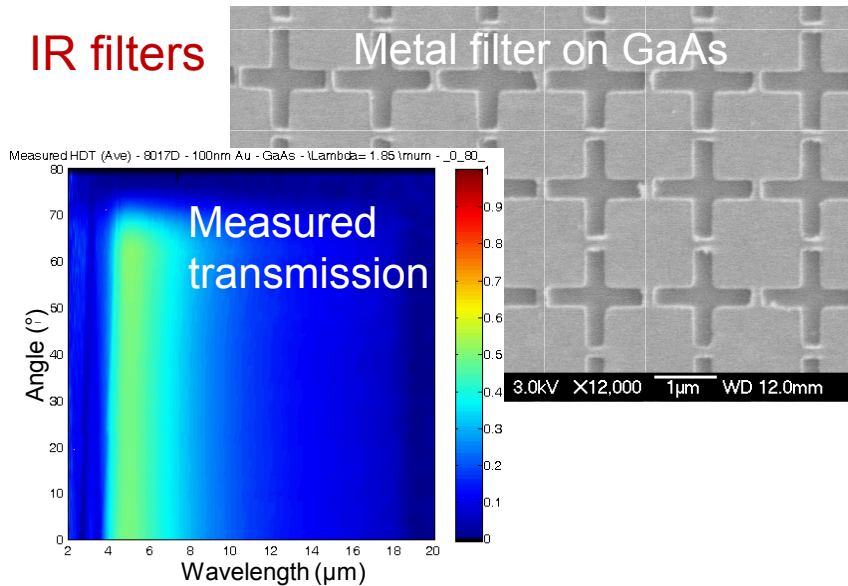 IR filters
Metal filter on GaAs
Measured HDT (Ave) - 8017D - 100nm Au - GaAs - \Lambda= 1.85 \mum - _0_80_
80
70
60
50
40
30
20
10
0
Angle (°)
Measured
transmission
1
0.9
0.8
0.7
0.6
0.5
0.4
0.3
0.2
0.1
0
2 4 6 8 10 12 14 16 18 20
Wavelength (µm)
3.0kV X12,000 1µm WD 12.0mm